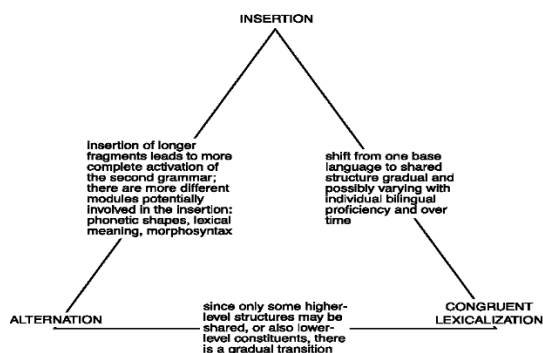 INSERTION
insertion of longer
fragments leads to more
complete activation of
the second grammar;
there are more different
modules potentially
involved in the insertion:
phonetic shapes, lexical
meaning, morphosyntax
shift from one base
language to shared
structure gradual and
possibly varying with
individual bilingual
proficiency and over
time
ALTERNATION
since only some higher-
level structures may be
shared, or also lower-
level constituents, there
is a gradual transition
CONGRUENT
LEXICALIZATION